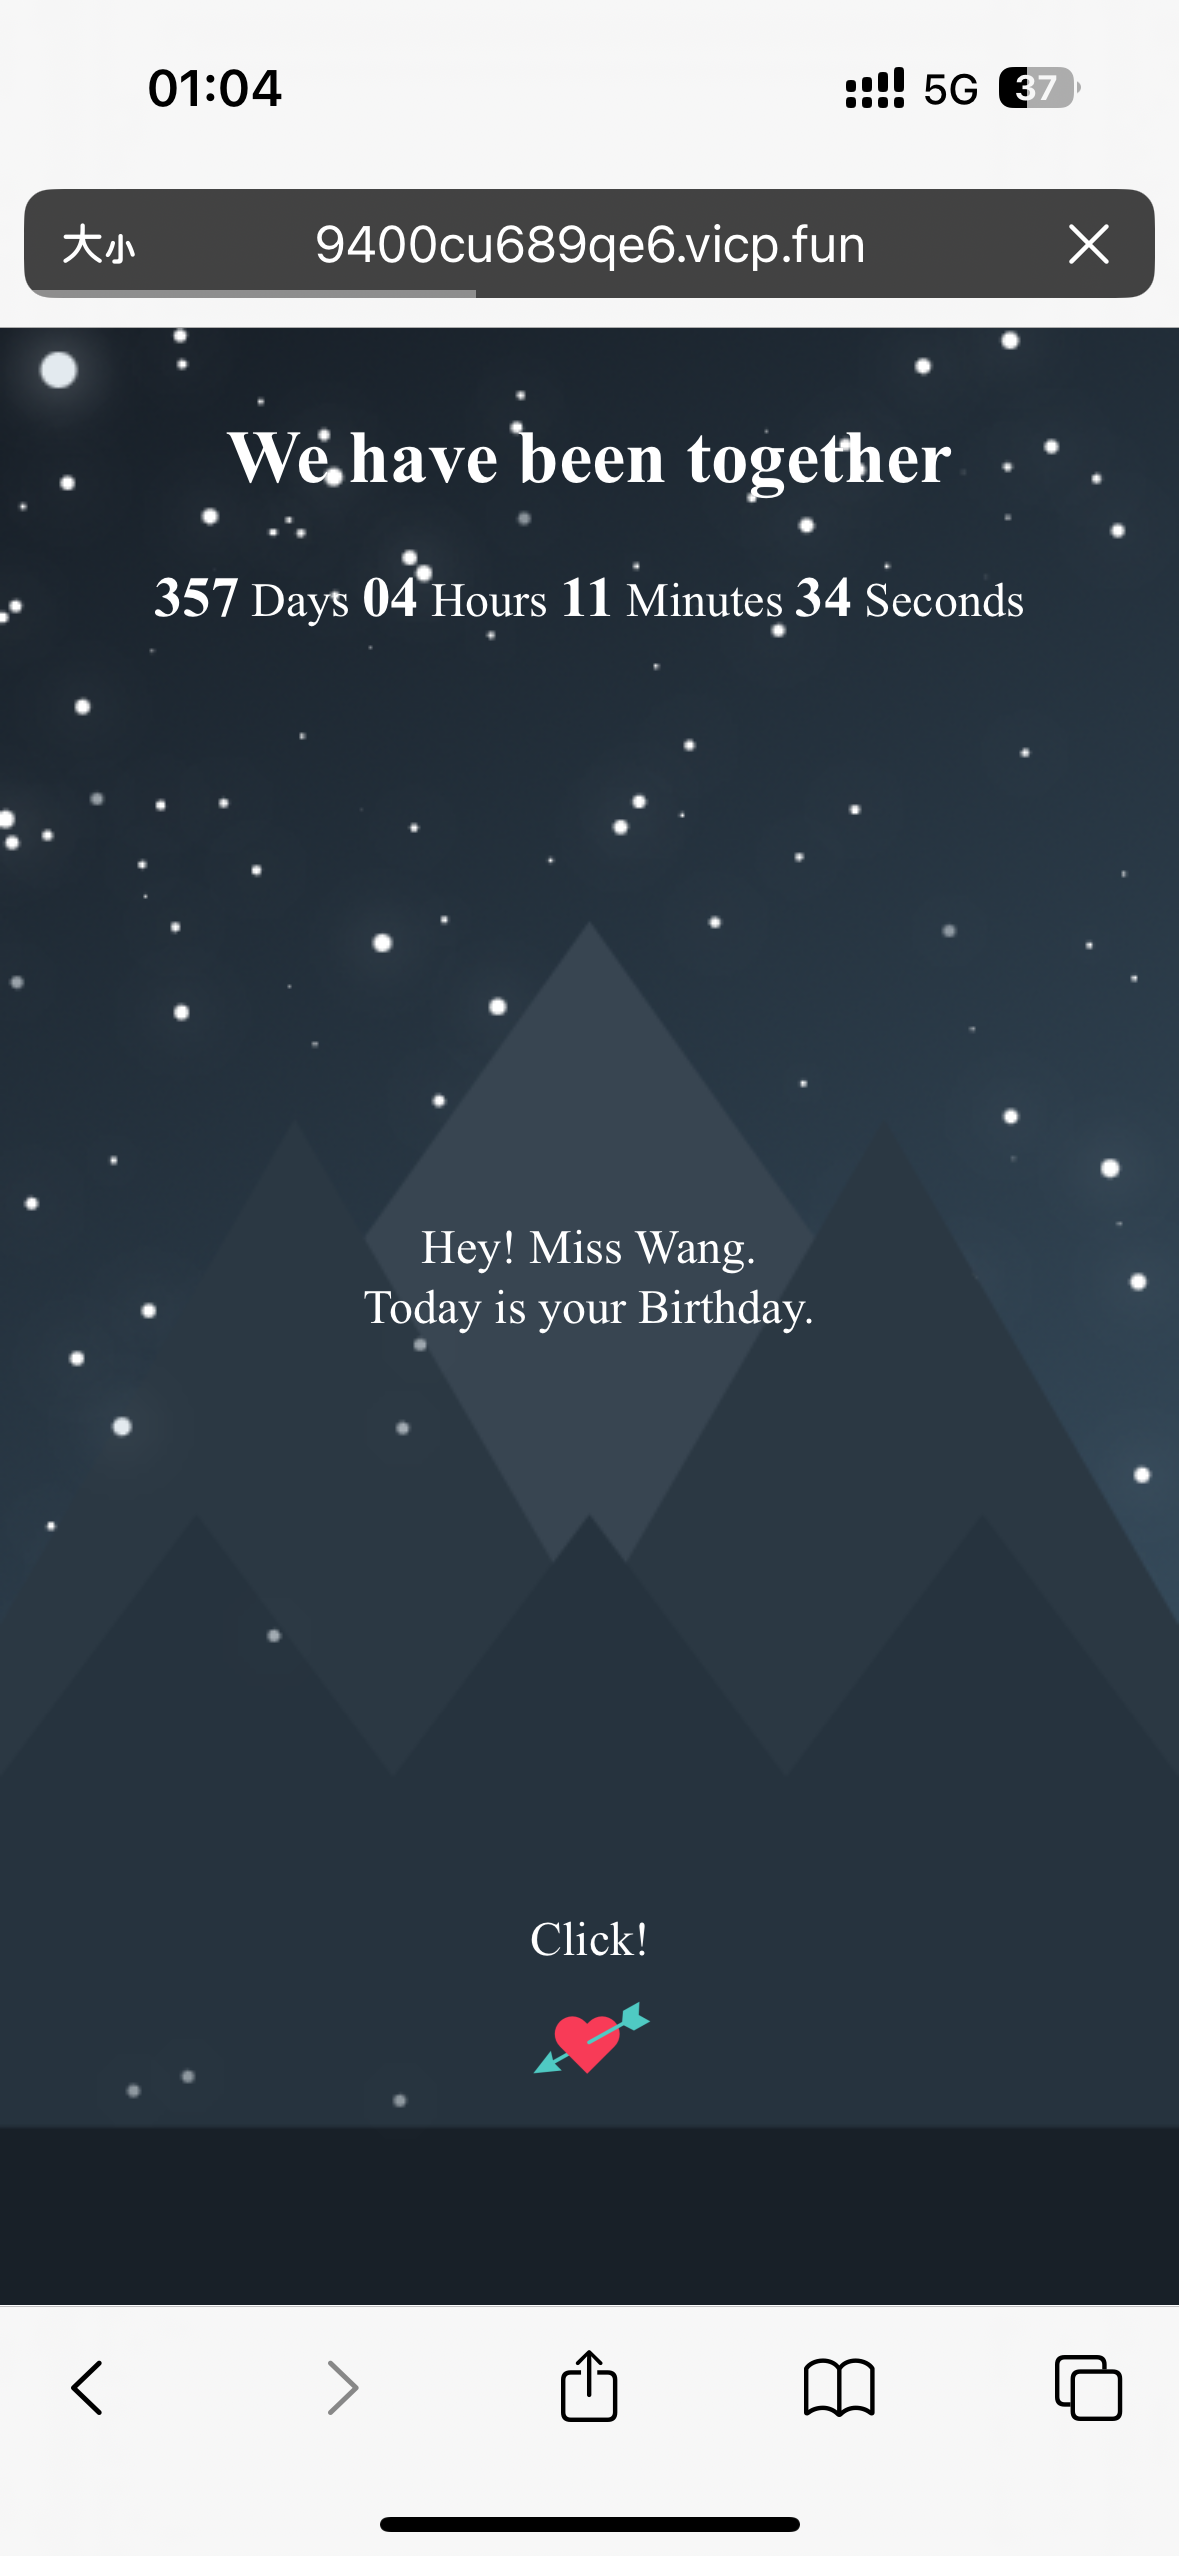 01:04
5G 37
大小 9400cu689qe6.vicp.fun
We have been together
357 Days 04 Hours 11 Minutes 34 Seconds
Hey! Miss Wang.
Today is your Birthday.
Click!